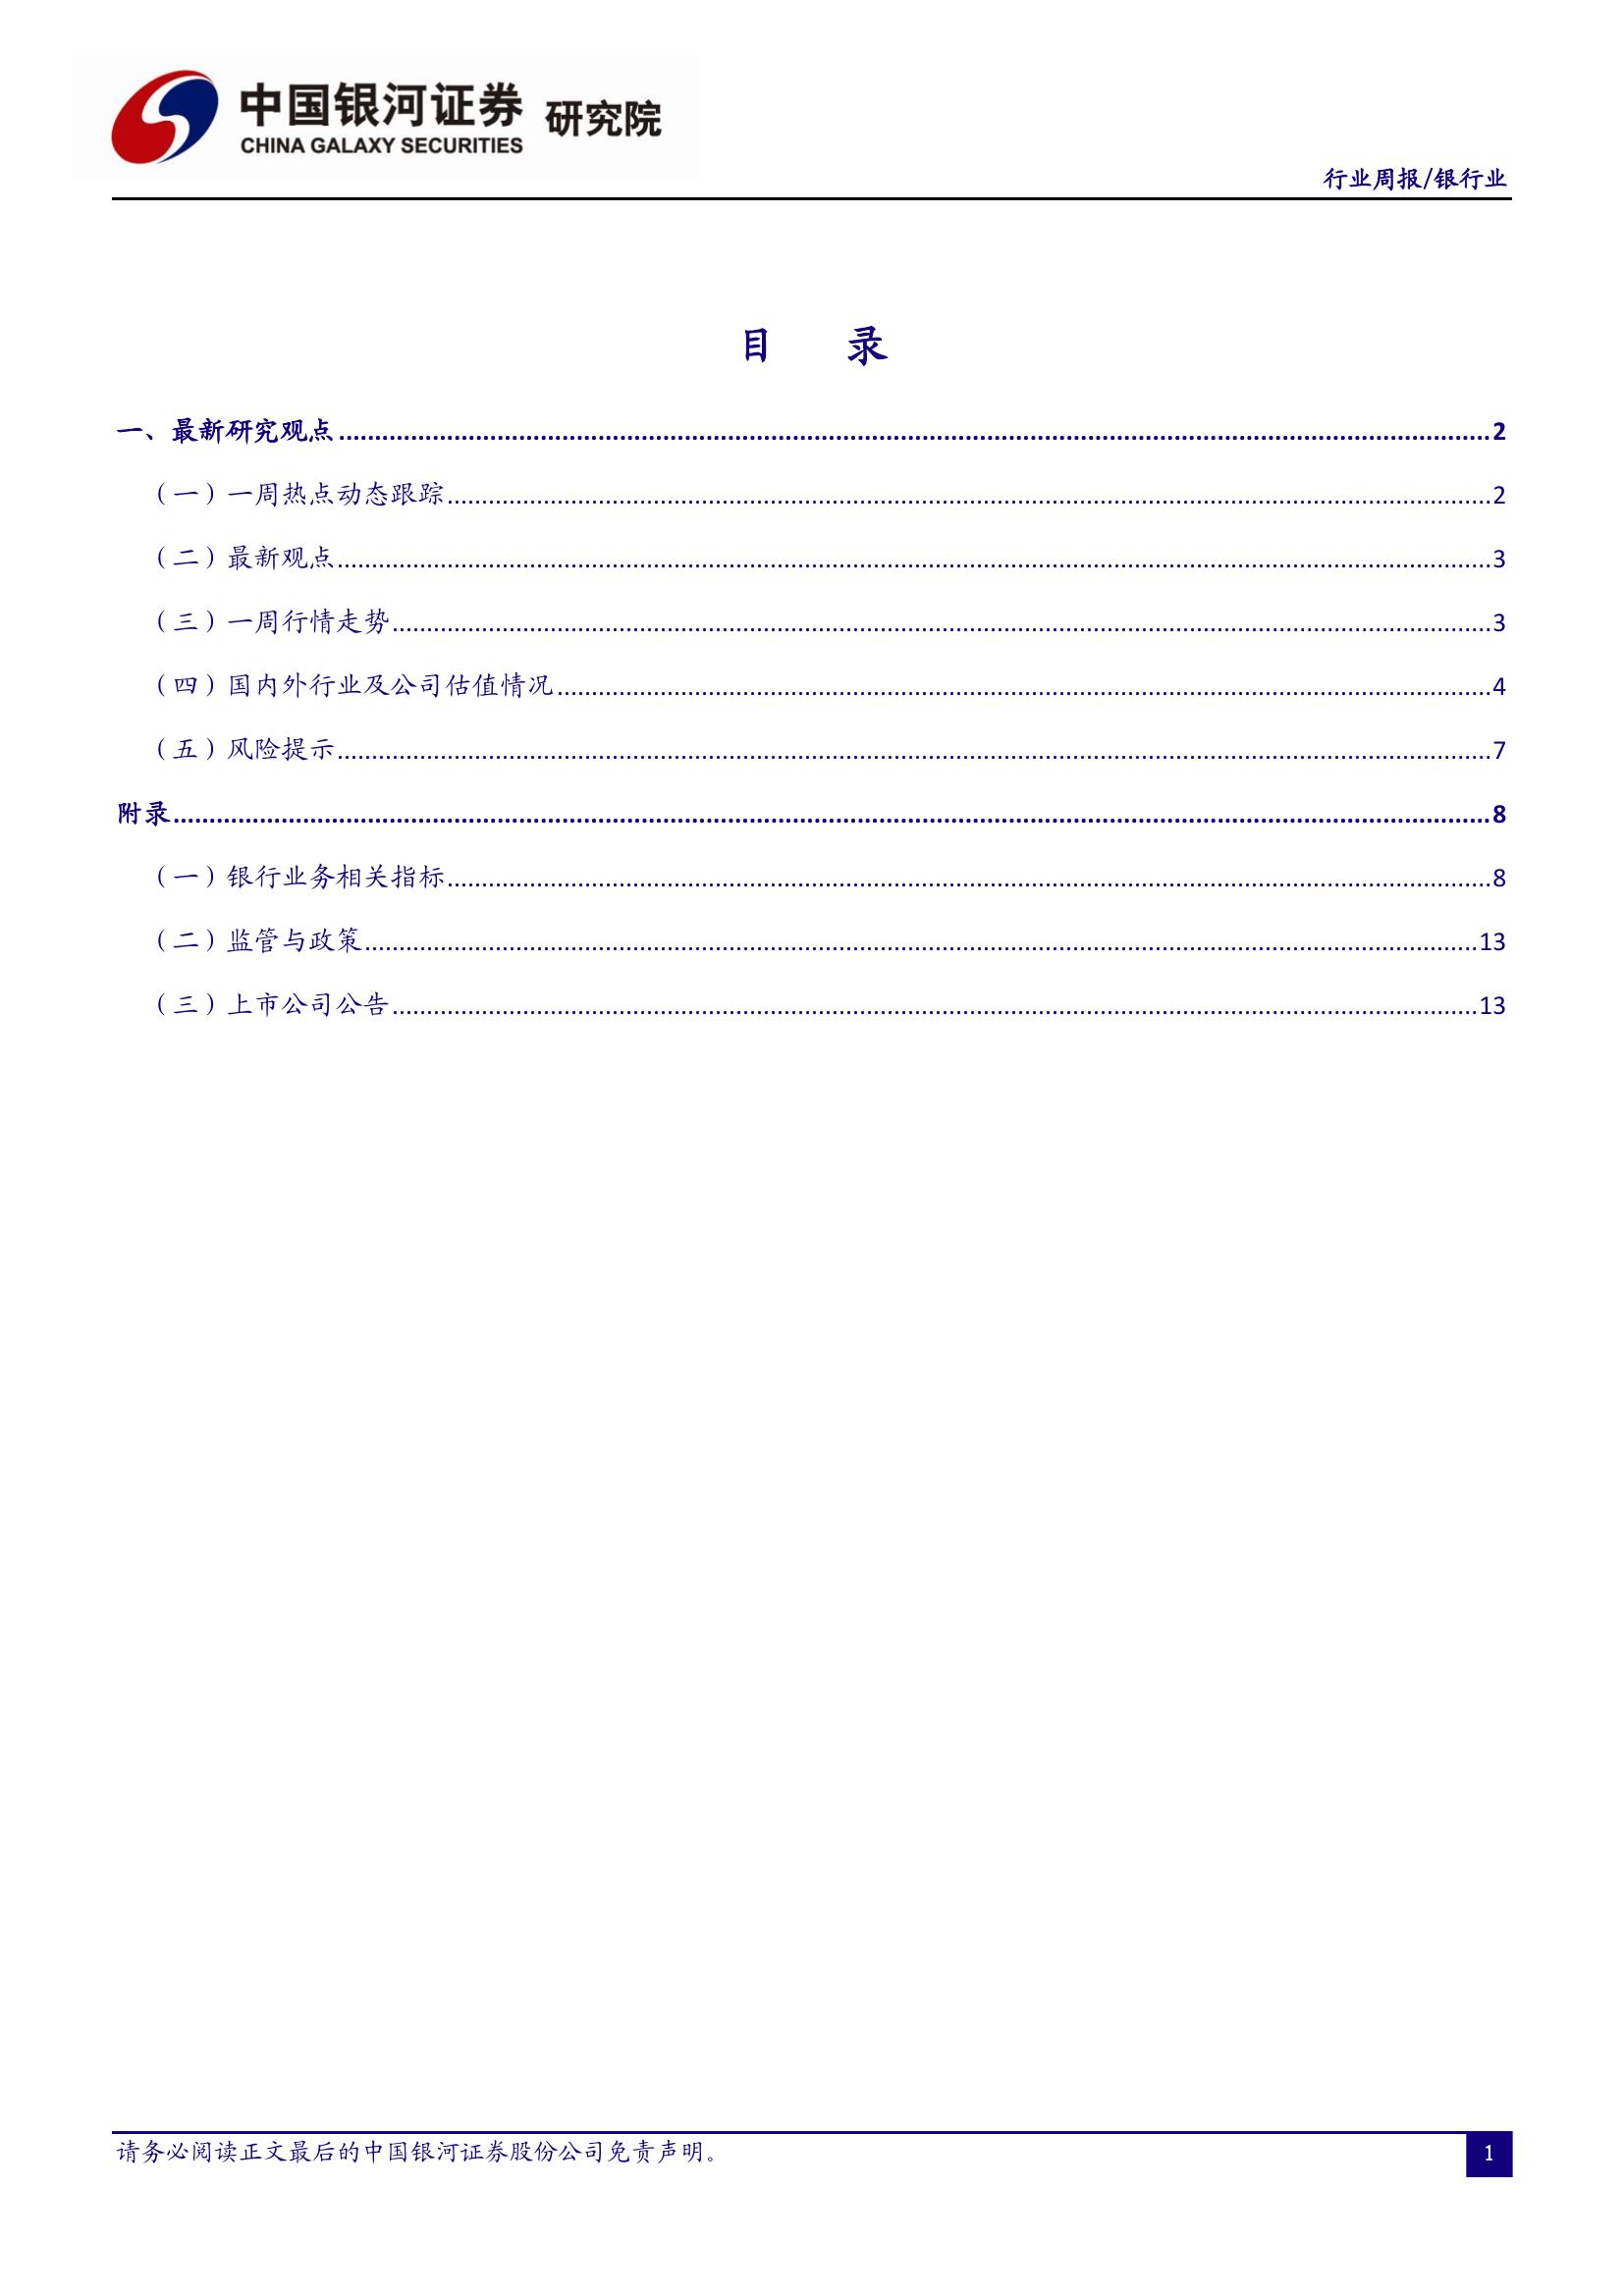 中国银河证券 研究院
CHINA GALAXY SECURITIES
行业周报/银行业
目 录
一、最新研究观点 2
（一）一周热点动态跟踪 2
（二）最新观点 3
（三）一周行情走势 3
（四）国内外行业及公司估值情况 4
（五）风险提示 7
附录 8
（一）银行业务相关指标 8
（二）监管与政策 13
（三）上市公司公告 13
请务必阅读正文最后的中国银河证券股份公司免责声明。 1